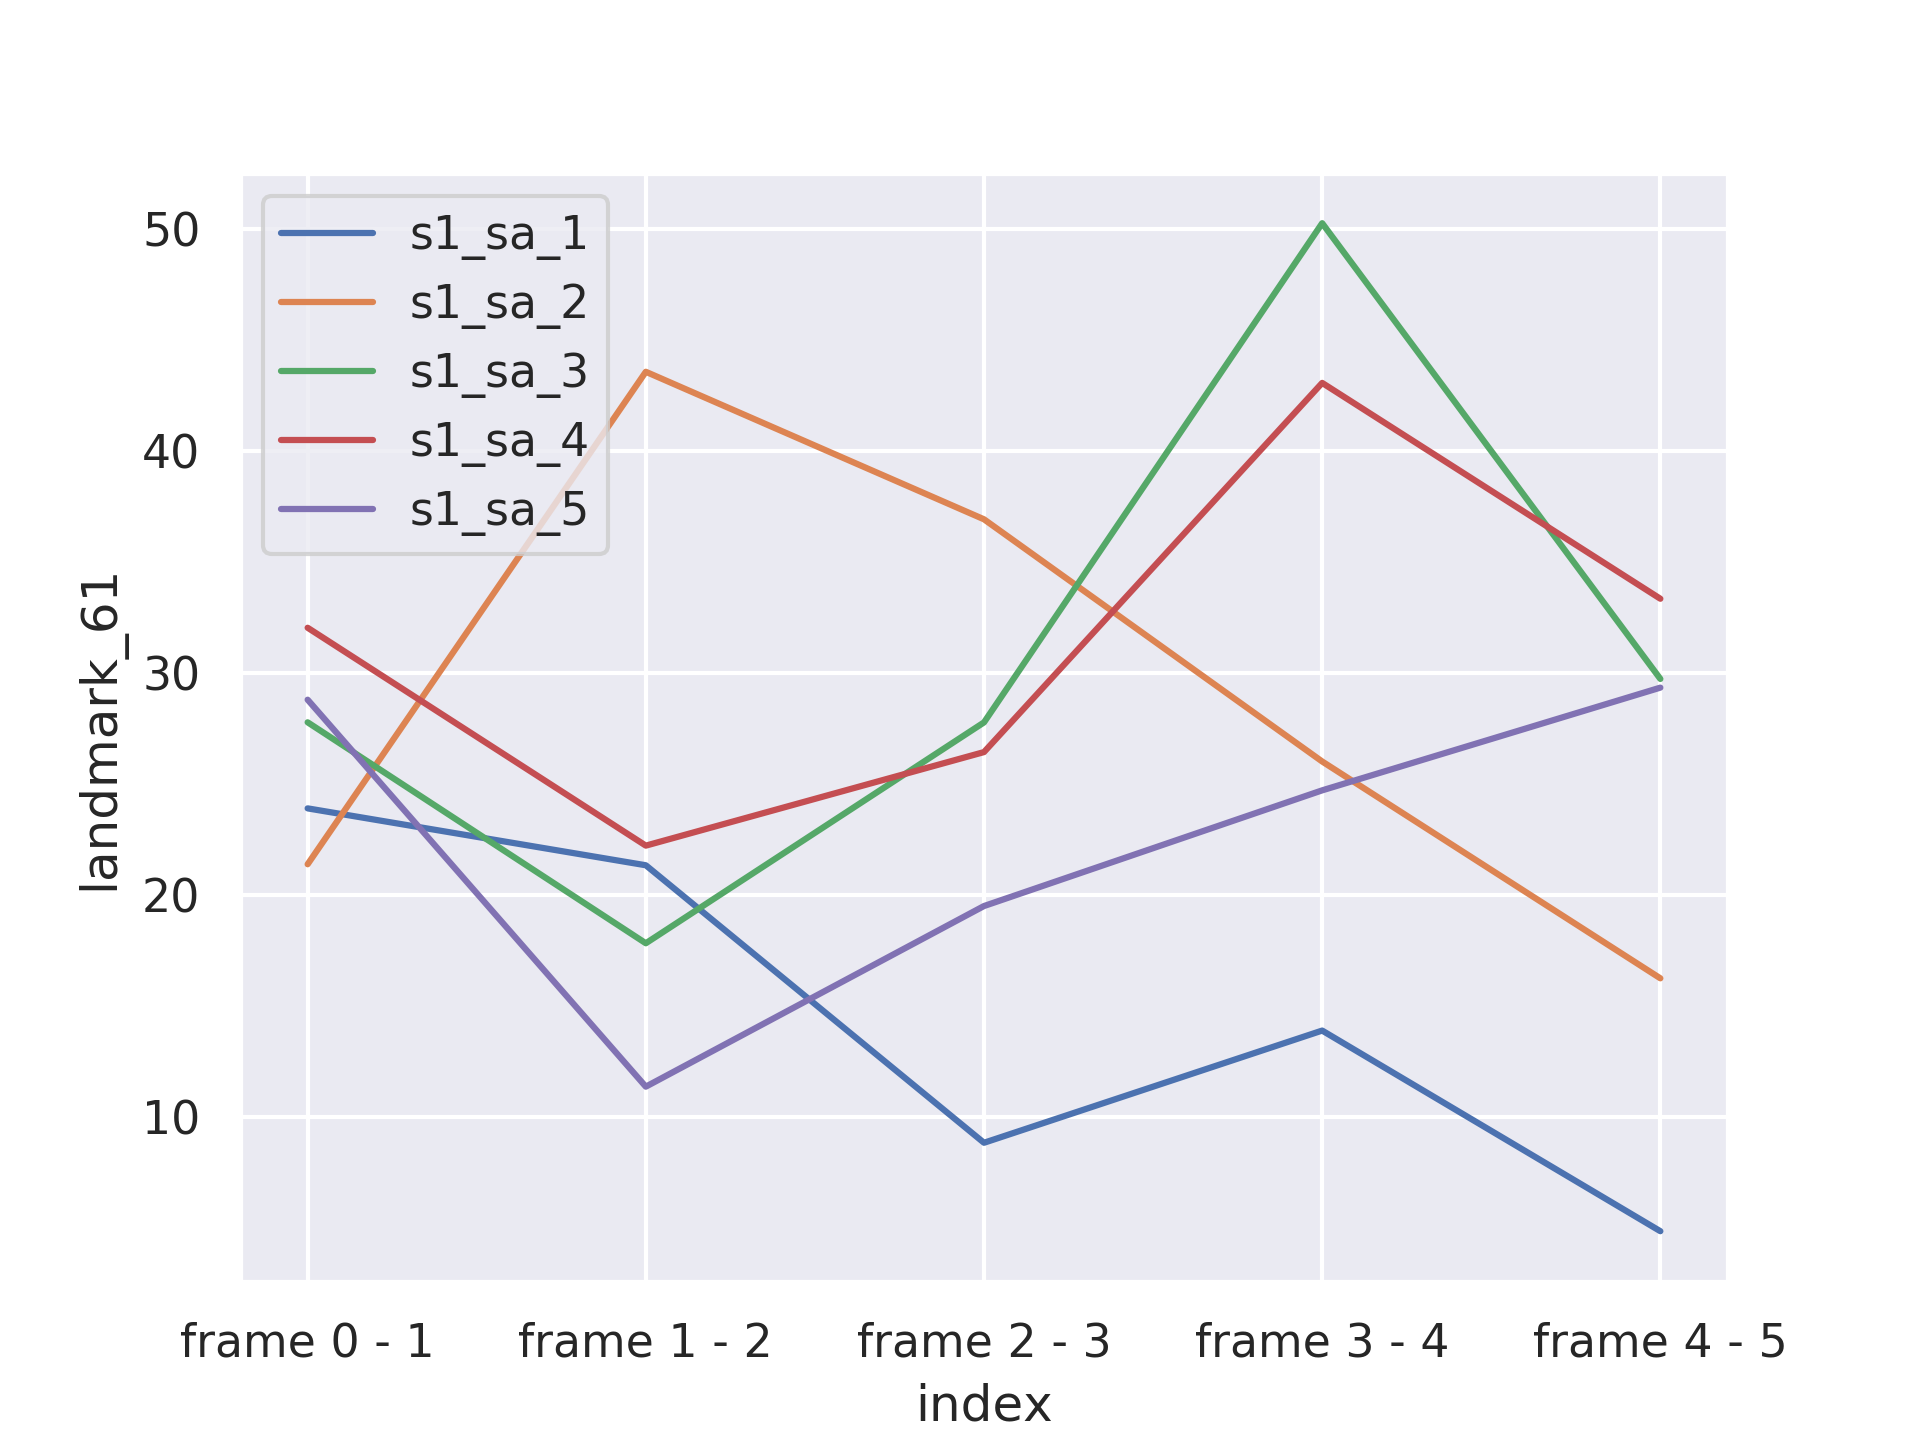 s1_sa_1
s1_sa_2
s1_sa_3
s1_sa_4
s1_sa_5
landmark_61
50
40
30
20
10
frame 0 - 1
frame 1 - 2
frame 2 - 3
frame 3 - 4
frame 4 - 5
index